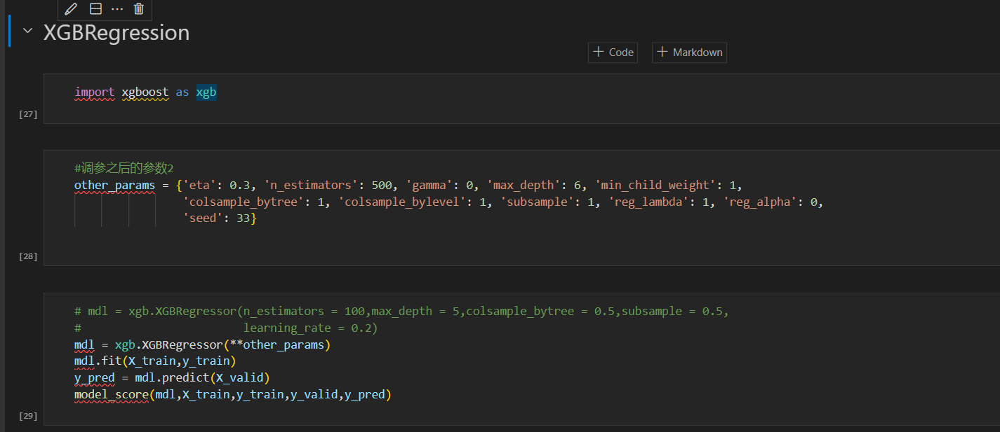 XGBRegression
+ Code + Markdown
import xgboost as xgb
[27]
#调参之后的参数2
other_params = {'eta': 0.3, 'n_estimators': 500, 'gamma': 0, 'max_depth': 6, 'min_child_weight': 1,
'colsample_bytree': 1, 'colsample_bylevel': 1, 'subsample': 1, 'reg_lambda': 1, 'reg_alpha': 0,
'seed': 33}
[28]
# mdl = xgb.XGBRegressor(n_estimators = 100,max_depth = 5,colsample_bytree = 0.5,subsample = 0.5,
# learning_rate = 0.2)
mdl = xgb.XGBRegressor(**other_params)
mdl.fit(X_train,y_train)
y_pred = mdl.predict(X_valid)
model_score(mdl,X_train,y_train,y_valid,y_pred)
[29]